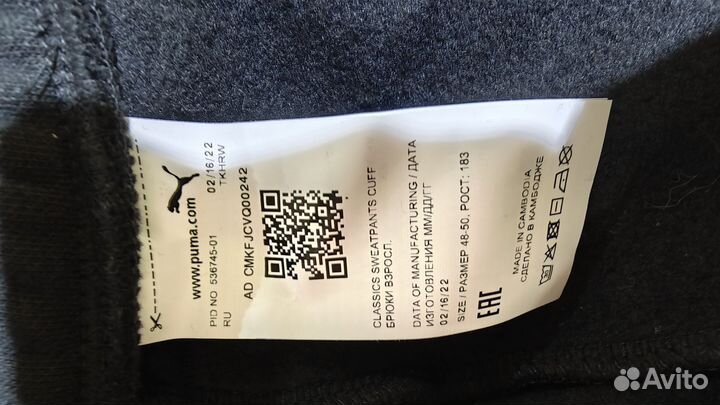 www.puma.com
PID NO 536745-01 02/16/22
RU TKHRW
AD CMKFJCVQ00242
CLASSICS SWEATPANTS CUFF
БРЮКИ ВЗРОСЛ.
DATA OF MANUFACTURING / ДАТА
ИЗГОТОВЛЕНИЯ ММ/ДД/ГГ
02/16/22
SIZE / РАЗМЕР 48-50, РОСТ: 183
EAC
MADE IN CAMBODIA
СДЕЛАНО В КАМБОДЖЕ
Avito